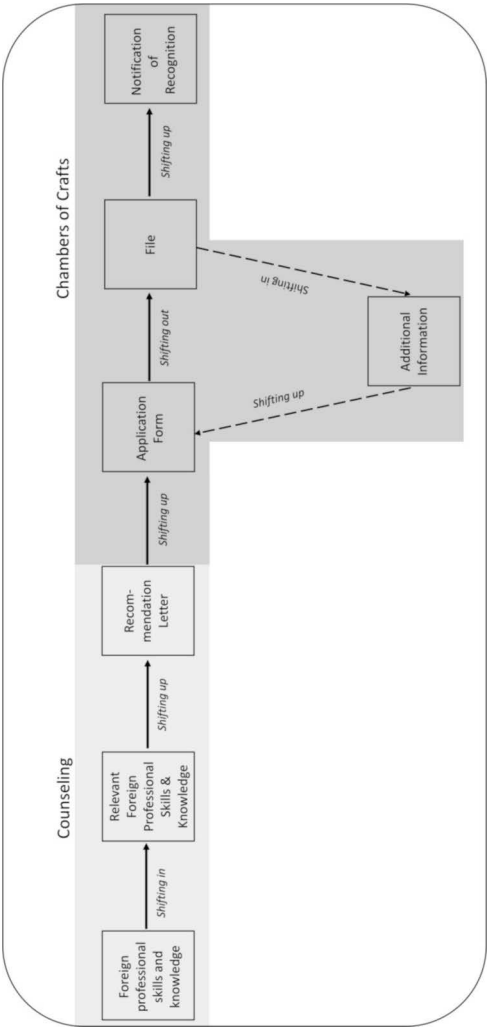 Counseling
Chambers of Crafts
Foreign
professional
skills and
knowledge
Shifting in
Relevant
Foreign
Professional
Skills &
Knowledge
Shifting up
Recom-
mendation
Letter
Shifting up
Application
Form
Shifting out
File
Shifting up
Notification
of
Recognition
Shifting up
Shifting in
Additional
Information